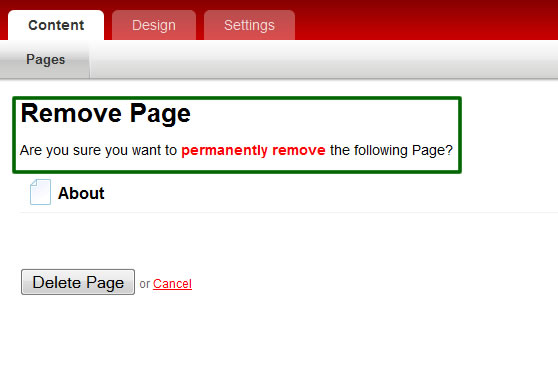 Content Design Settings
Pages
Remove Page
Are you sure you want to permanently remove the following Page?
About
Delete Page or Cancel